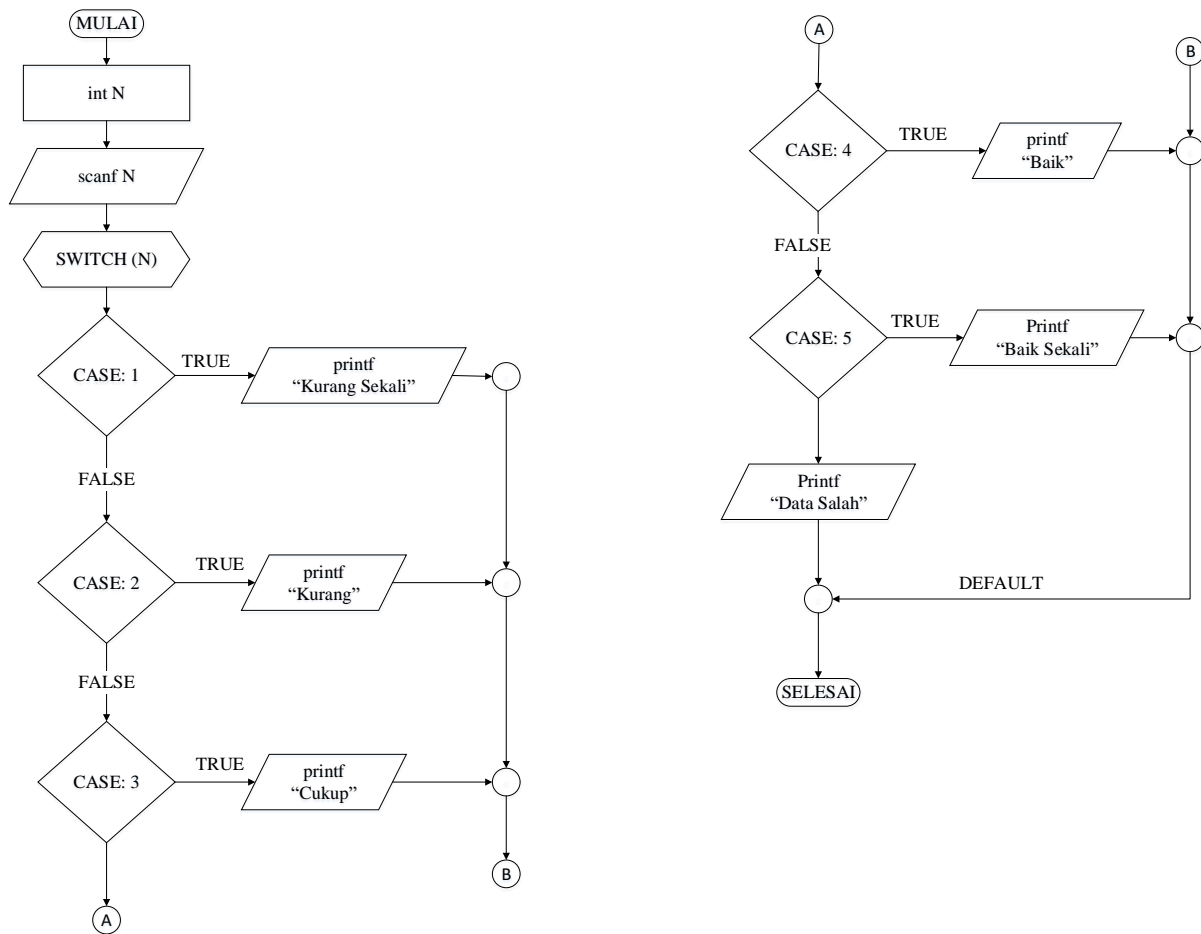 MULAI
int N
scanf N
SWITCH (N)
CASE: 1
TRUE
printf
“Kurang Sekali”
FALSE
CASE: 2
TRUE
printf
“Kurang”
FALSE
CASE: 3
TRUE
printf
“Cukup”
B
A
A
B
CASE: 4
TRUE
printf
“Baik”
FALSE
CASE: 5
TRUE
Printf
“Baik Sekali”
Printf
“Data Salah”
DEFAULT
SELESAI